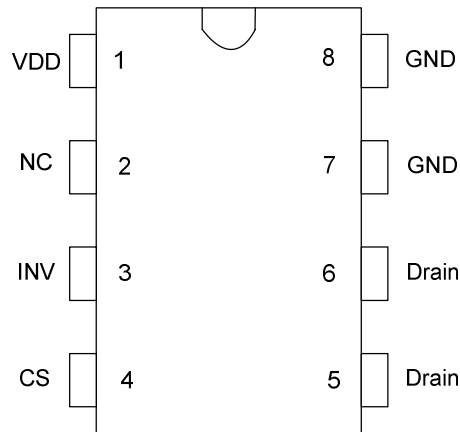 VDD 1 8 GND
NC 2 7 GND
INV 3 6 Drain
CS 4 5 Drain